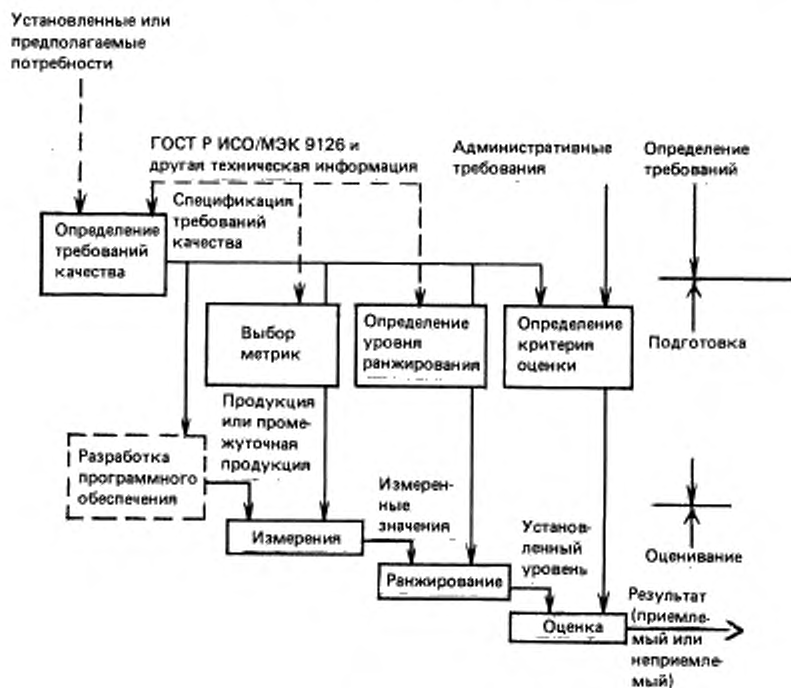 Установленные или
предполагаемые
потребности
ГОСТ Р ИСО/МЭК 9126 и
другая техническая информация
Административные
требования
Определение
требований
Спецификация
требований
качества
Определение
требований
качества
Выбор
метрик
Определение
уровня
ранжирования
Определение
критерия
оценки
Подготовка
Продукция
или проме-
жуточная
продукция
Разработка
программного
обеспечения
Измерен-
ные
значения
Измерения
Установ-
ленный
уровень
Оценивание
Ранжирование
Результат
(приемле-
мый или
неприемле-
мый)
Оценка